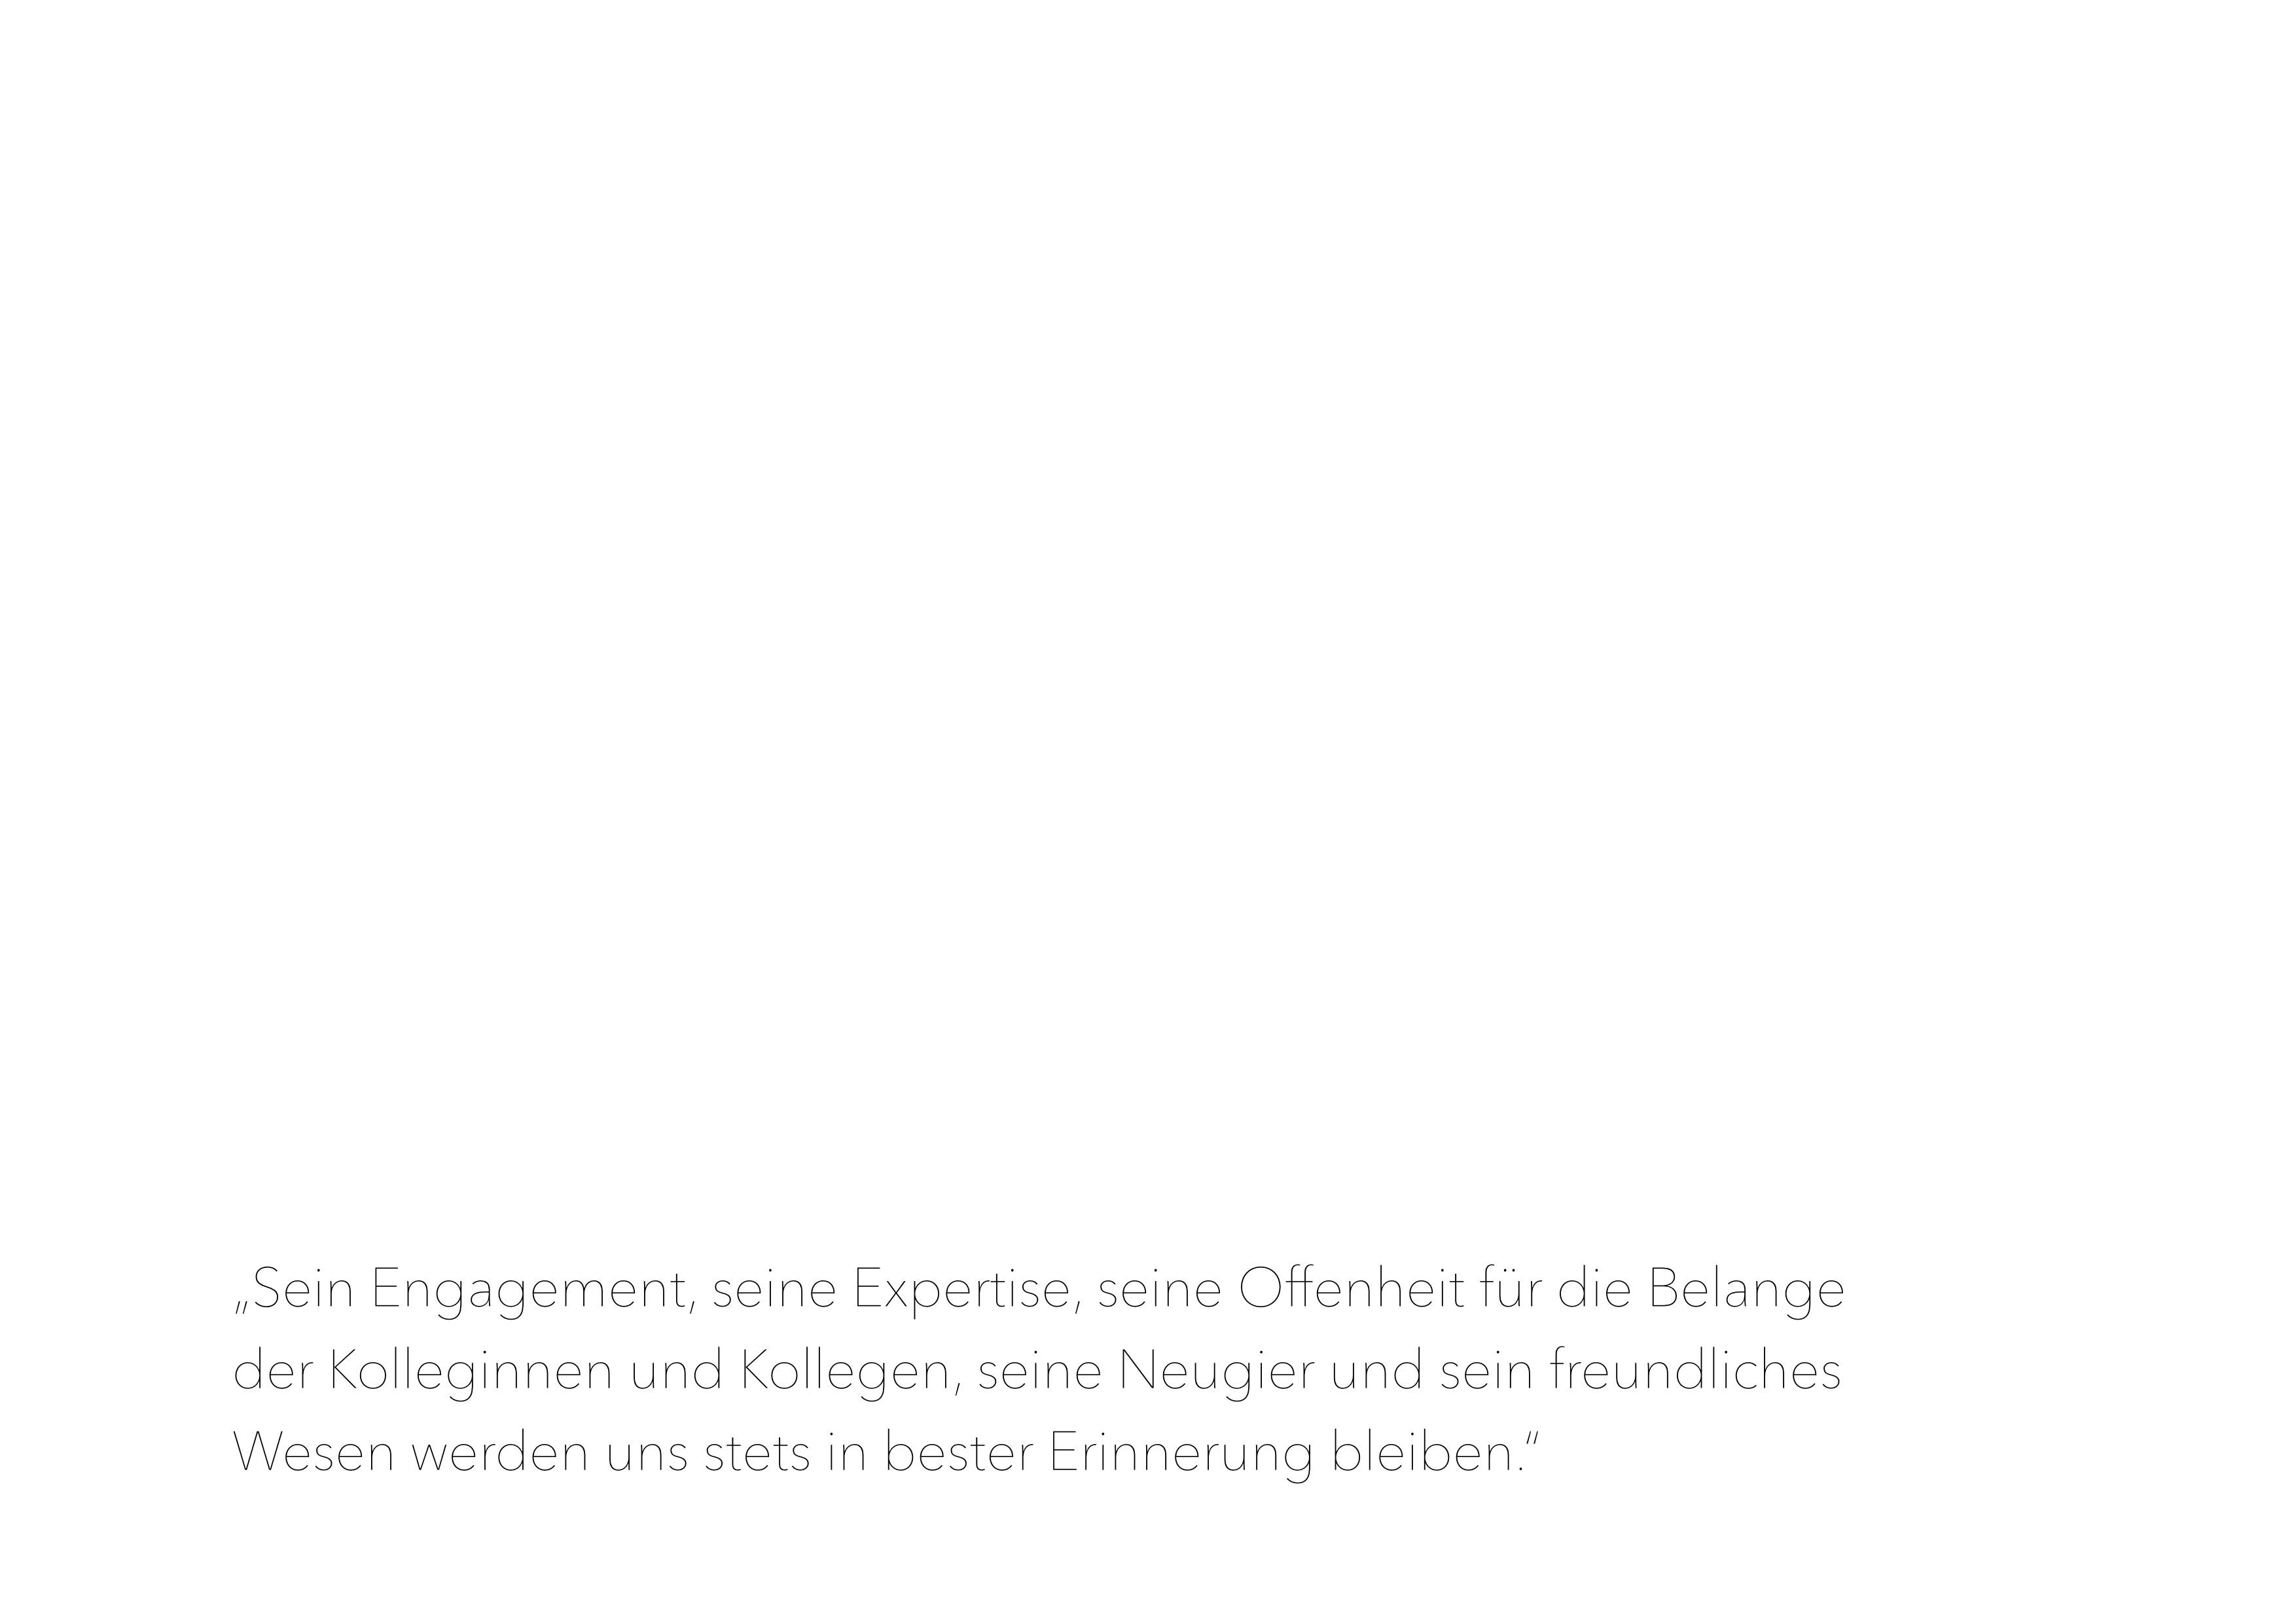 „Sein Engagement, seine Expertise, seine Offenheit für die Belange
der Kolleginnen und Kollegen, seine Neugier und sein freundliches
Wesen werden uns stets in bester Erinnerung bleiben.“